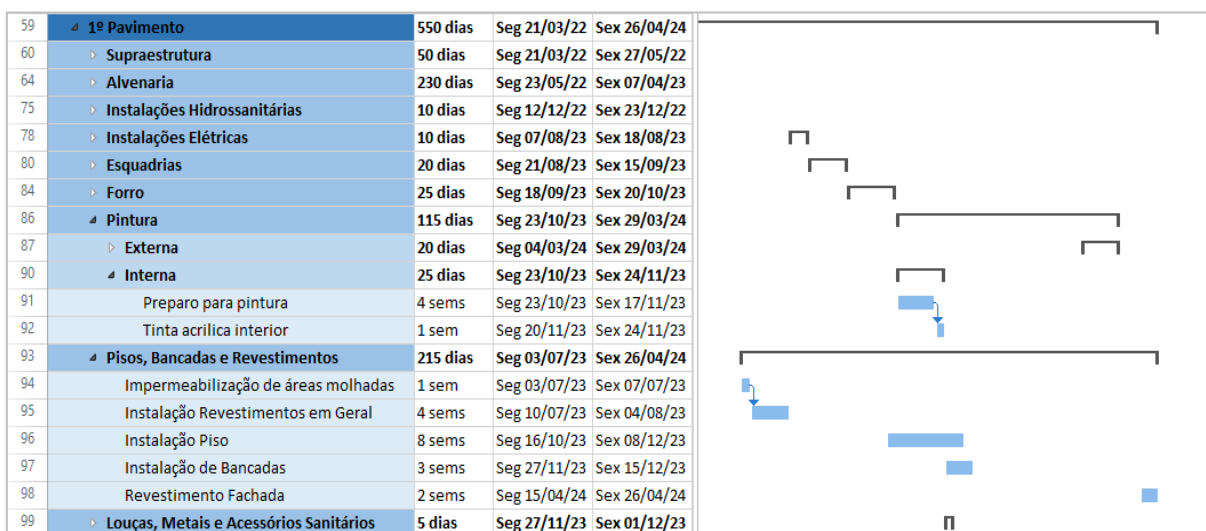 59 1º Pavimento 550 dias Seg 21/03/22 Sex 26/04/24
60 Supraestrutura 50 dias Seg 21/03/22 Sex 27/05/22
64 Alvenaria 230 dias Seg 23/05/22 Sex 07/04/23
75 Instalações Hidrossanitárias 10 dias Seg 12/12/22 Sex 23/12/22
78 Instalações Elétricas 10 dias Seg 07/08/23 Sex 18/08/23
80 Esquadrias 20 dias Seg 21/08/23 Sex 15/09/23
84 Forro 25 dias Seg 18/09/23 Sex 20/10/23
86 Pintura 115 dias Seg 23/10/23 Sex 29/03/24
87 Externa 20 dias Seg 04/03/24 Sex 29/03/24
90 Interna 25 dias Seg 23/10/23 Sex 24/11/23
91 Preparo para pintura 4 sems Seg 23/10/23 Sex 17/11/23
92 Tinta acrilica interior 1 sem Seg 20/11/23 Sex 24/11/23
93 Pisos, Bancadas e Revestimentos 215 dias Seg 03/07/23 Sex 26/04/24
94 Impermeabilização de áreas molhadas 1 sem Seg 03/07/23 Sex 07/07/23
95 Instalação Revestimentos em Geral 4 sems Seg 10/07/23 Sex 04/08/23
96 Instalação Piso 8 sems Seg 16/10/23 Sex 08/12/23
97 Instalação de Bancadas 3 sems Seg 27/11/23 Sex 15/12/23
98 Revestimento Fachada 2 sems Seg 15/04/24 Sex 26/04/24
99 Louças, Metais e Acessórios Sanitários 5 dias Seg 27/11/23 Sex 01/12/23